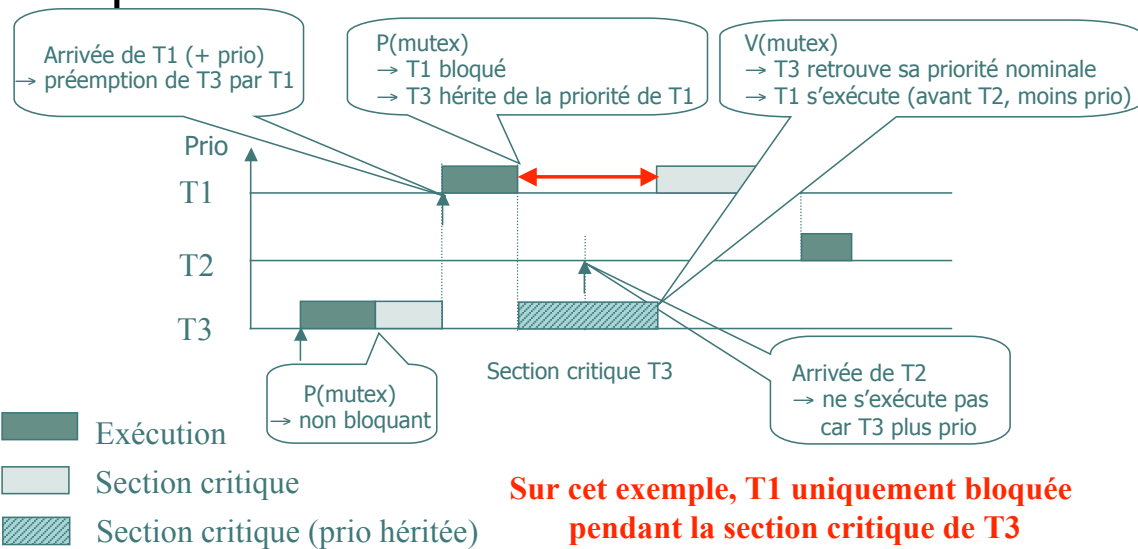 Arrivée de T1 (+ prio)
→ préemption de T3 par T1
P(mutex)
→ T1 bloqué
→ T3 hérite de la priorité de T1
V(mutex)
→ T3 retrouve sa priorité nominale
→ T1 s’exécute (avant T2, moins prio)
Prio
T1
T2
T3
P(mutex)
→ non bloquant
Section critique T3
Arrivée de T2
→ ne s’exécute pas
car T3 plus prio
Exécution
Section critique
Section critique (prio héritée)
Sur cet exemple, T1 uniquement bloquée
pendant la section critique de T3